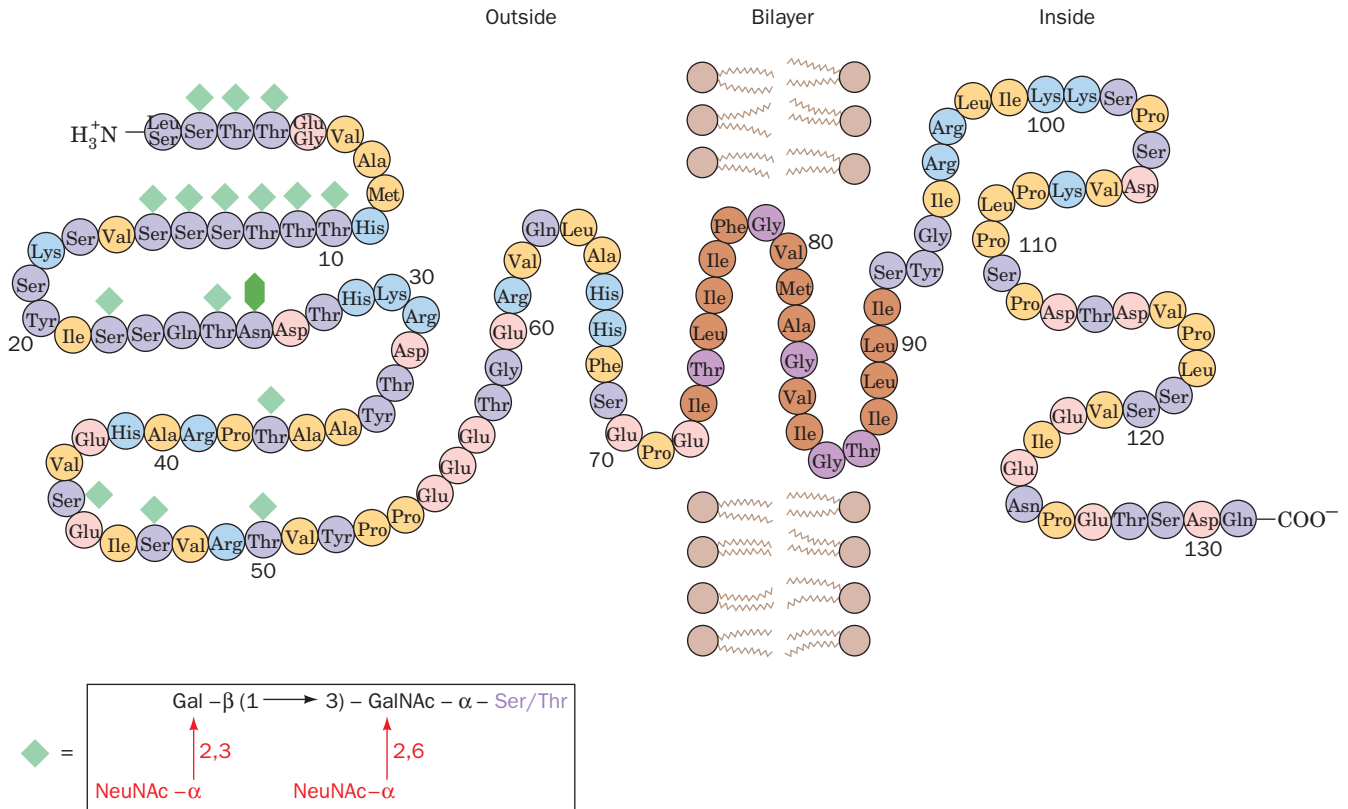 Outside Bilayer Inside
H₃⁺N
Leu
Ser Ser Thr Thr Glu
Gly Val
Ala
Met
Lys Ser Val Ser Ser Ser Thr Thr Thr His
10
Ser
Tyr Ile Ser Ser Gln Thr Asn Asp Thr His Lys Arg
20 30
Asp
Thr
Tyr
Glu His Ala Arg Pro Thr Ala Ala
40
Val
Ser
Glu Ile Ser Val Arg Thr Val Tyr Pro Pro
50
Glu
Glu
Glu
Thr
Gly
Glu 60
Arg
Val
Gln Leu
Ala
His
His
Phe
Ser
Glu Pro Glu
70
Ile
Thr
Leu
Ile
Ile
Phe Gly
Val 80
Met
Ala
Gly
Val
Ile
Gly Thr
Ile
Leu
Leu 90
Ile
Ser Tyr
Gly
Ile
Arg
Arg
Leu Ile Lys Lys Ser
100
Pro
Ser
Leu Pro Lys Val Asp
Pro 110
Ser
Pro Asp Thr Asp Val
Pro
Leu
Glu Val Ser Ser
120
Ile
Glu
Asn Pro Glu Thr Ser Asp Gln COO⁻
130
Gal –β (1 → 3) – GalNAc – α – Ser/Thr
= 2,3 2,6
NeuNAc –α NeuNAc–α